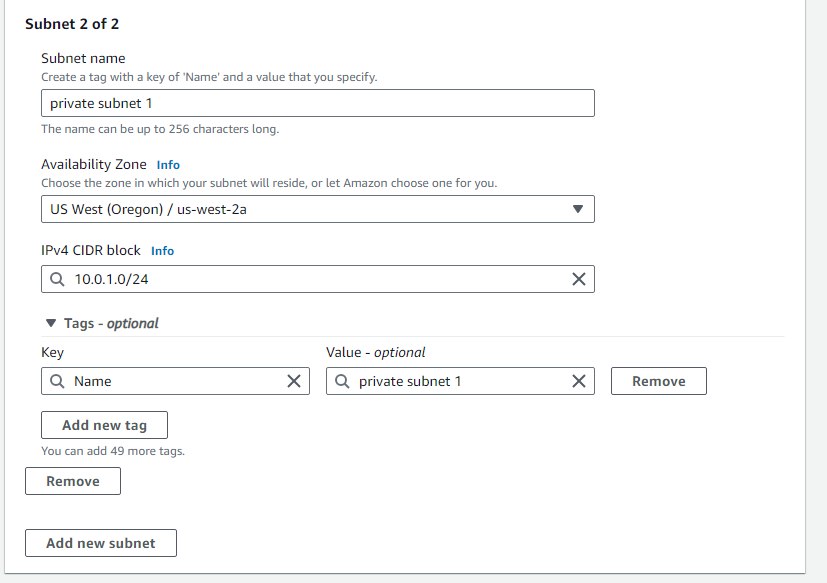 Subnet 2 of 2
Subnet name
Create a tag with a key of 'Name' and a value that you specify.
private subnet 1
The name can be up to 256 characters long.
Availability Zone Info
Choose the zone in which your subnet will reside, or let Amazon choose one for you.
US West (Oregon) / us-west-2a
IPv4 CIDR block Info
10.0.1.0/24
Tags - optional
Key Value - optional
Name private subnet 1 Remove
Add new tag
You can add 49 more tags.
Remove
Add new subnet